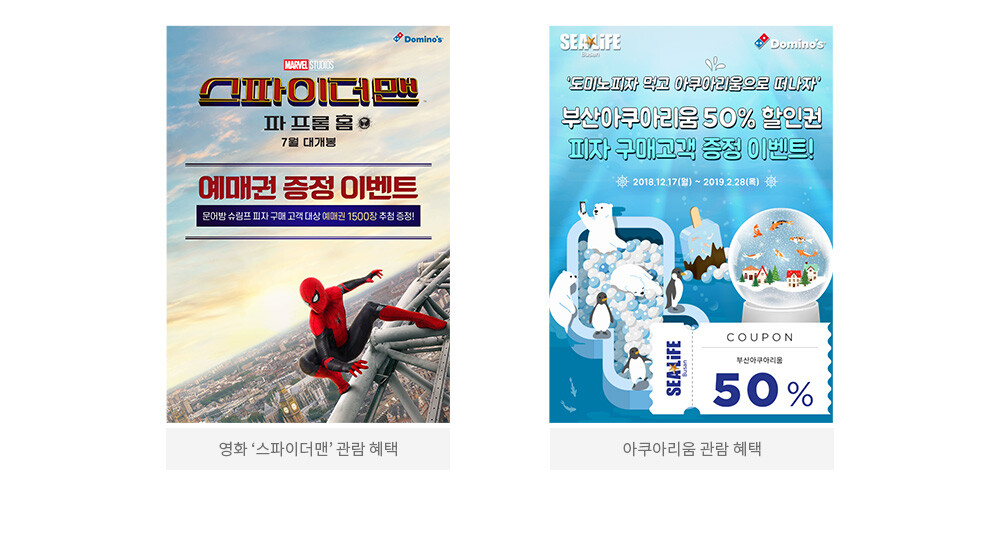 Domino's
MARVEL STUDIOS
스파이더맨
파 프롬 홈
7월 대개봉
예매권 증정 이벤트
문어밤 슈림프 피자 구매 고객 대상 예매권 1500장 추첨 증정!
영화 ‘스파이더맨’ 관람 혜택
SEA LiFE
Busan
Domino's
'도미노피자 먹고 아쿠아리움으로 떠나자'
부산아쿠아리움 50% 할인권
피자 구매고객 증정 이벤트!
2018.12.17(월) ~ 2019.2.28(목)
SEA LiFE
Busan
COUPON
부산아쿠아리움
50 %
아쿠아리움 관람 혜택